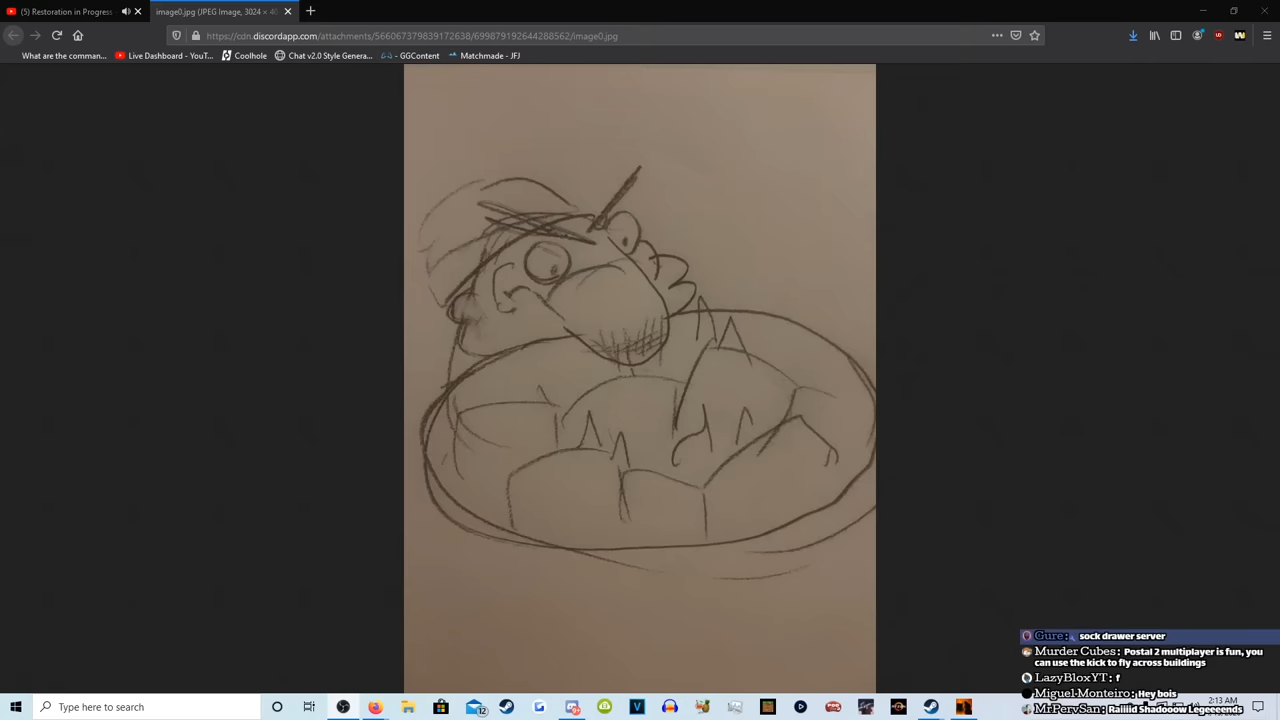 (5) Restoration in Progress
image0.jpg (JPEG Image, 3024 × 40
https://cdn.discordapp.com/attachments/566067379839172638/699879192644288562/image0.jpg
What are the comman...
Live Dashboard - YouT...
Coolhole
Chat v2.0 Style Genera...
- GGContent
Matchmade - JFJ
Gure: sock drawer server
Murder Cubes: Postal 2 multiplayer is fun, you
can use the kick to fly across buildings
LazyBloxYT: f
Miguel Monteiro: Hey bois
MrPervSan: Raiiiid Shadooow Legeeeends
Type here to search
12
2:13 AM